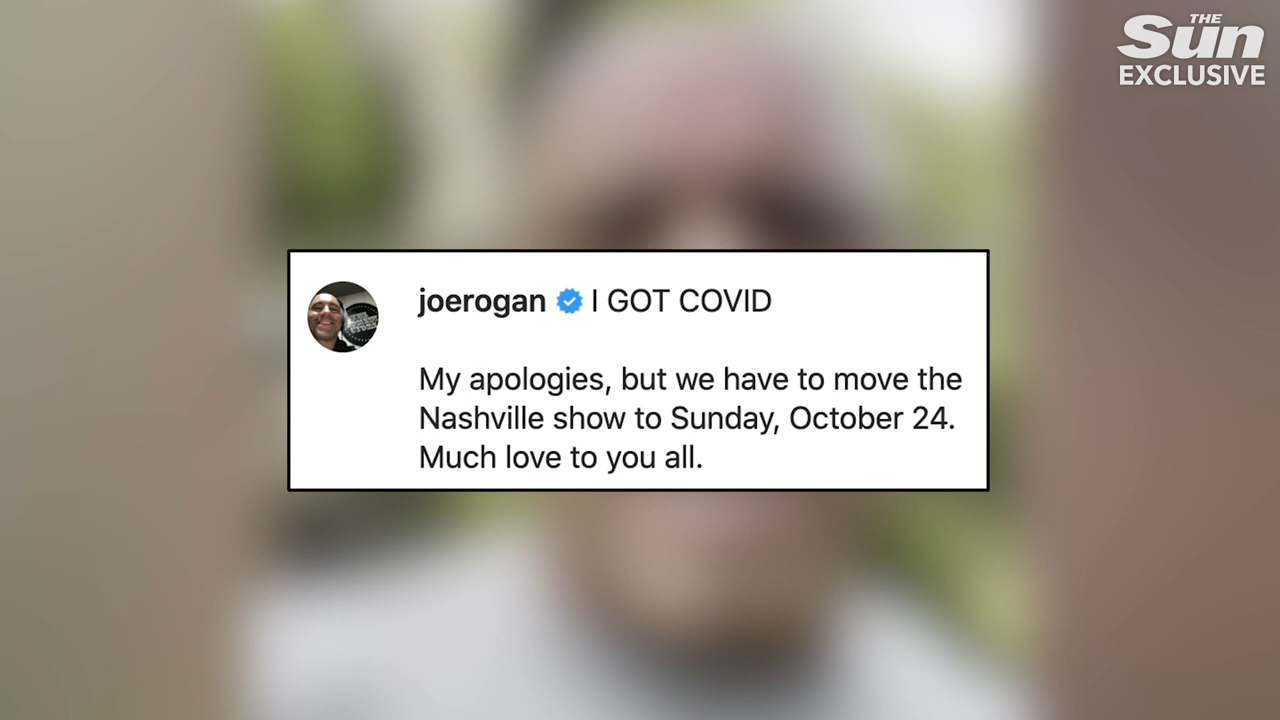 THE
Sun
EXCLUSIVE
joerogan I GOT COVID
My apologies, but we have to move the
Nashville show to Sunday, October 24.
Much love to you all.